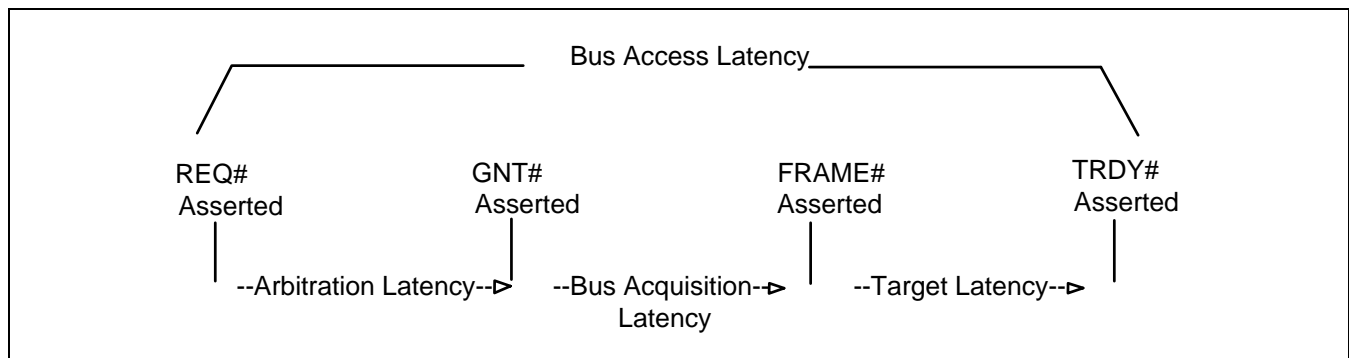 Bus Access Latency
REQ#
Asserted
GNT#
Asserted
FRAME#
Asserted
TRDY#
Asserted
--Arbitration Latency--
--Bus Acquisition--
Latency
--Target Latency--